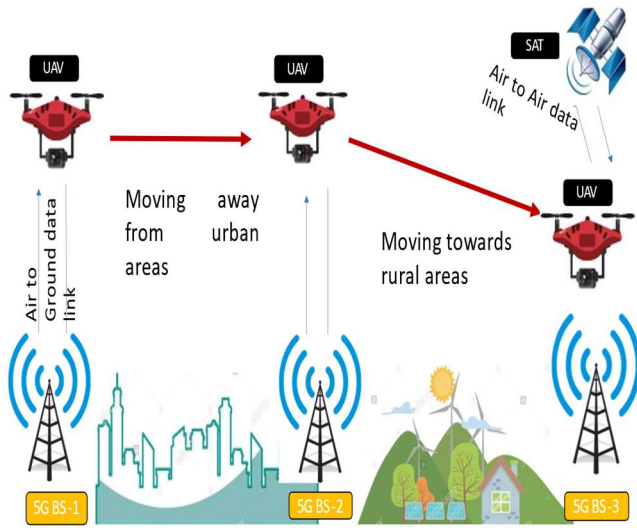 SAT
UAV
UAV
Air to Air data
link
UAV
Moving away
from urban
areas
Moving towards
rural areas
Air to
Ground data
link
5G BS-1
5G BS-2
5G BS-3